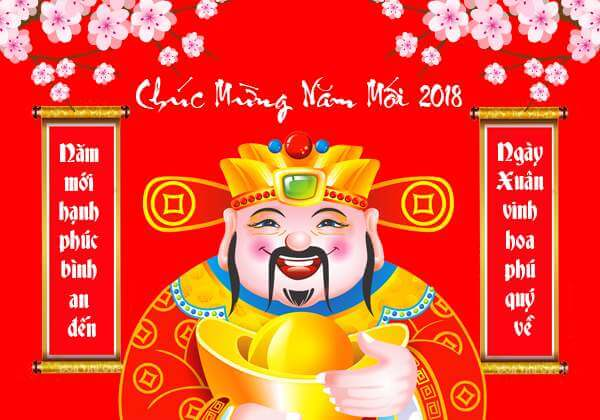 Chúc Mừng Năm Mới 2018
Năm
mới
hạnh
phúc
bình
an
đến
Ngày
Xuân
vinh
hoa
phú
quý
về